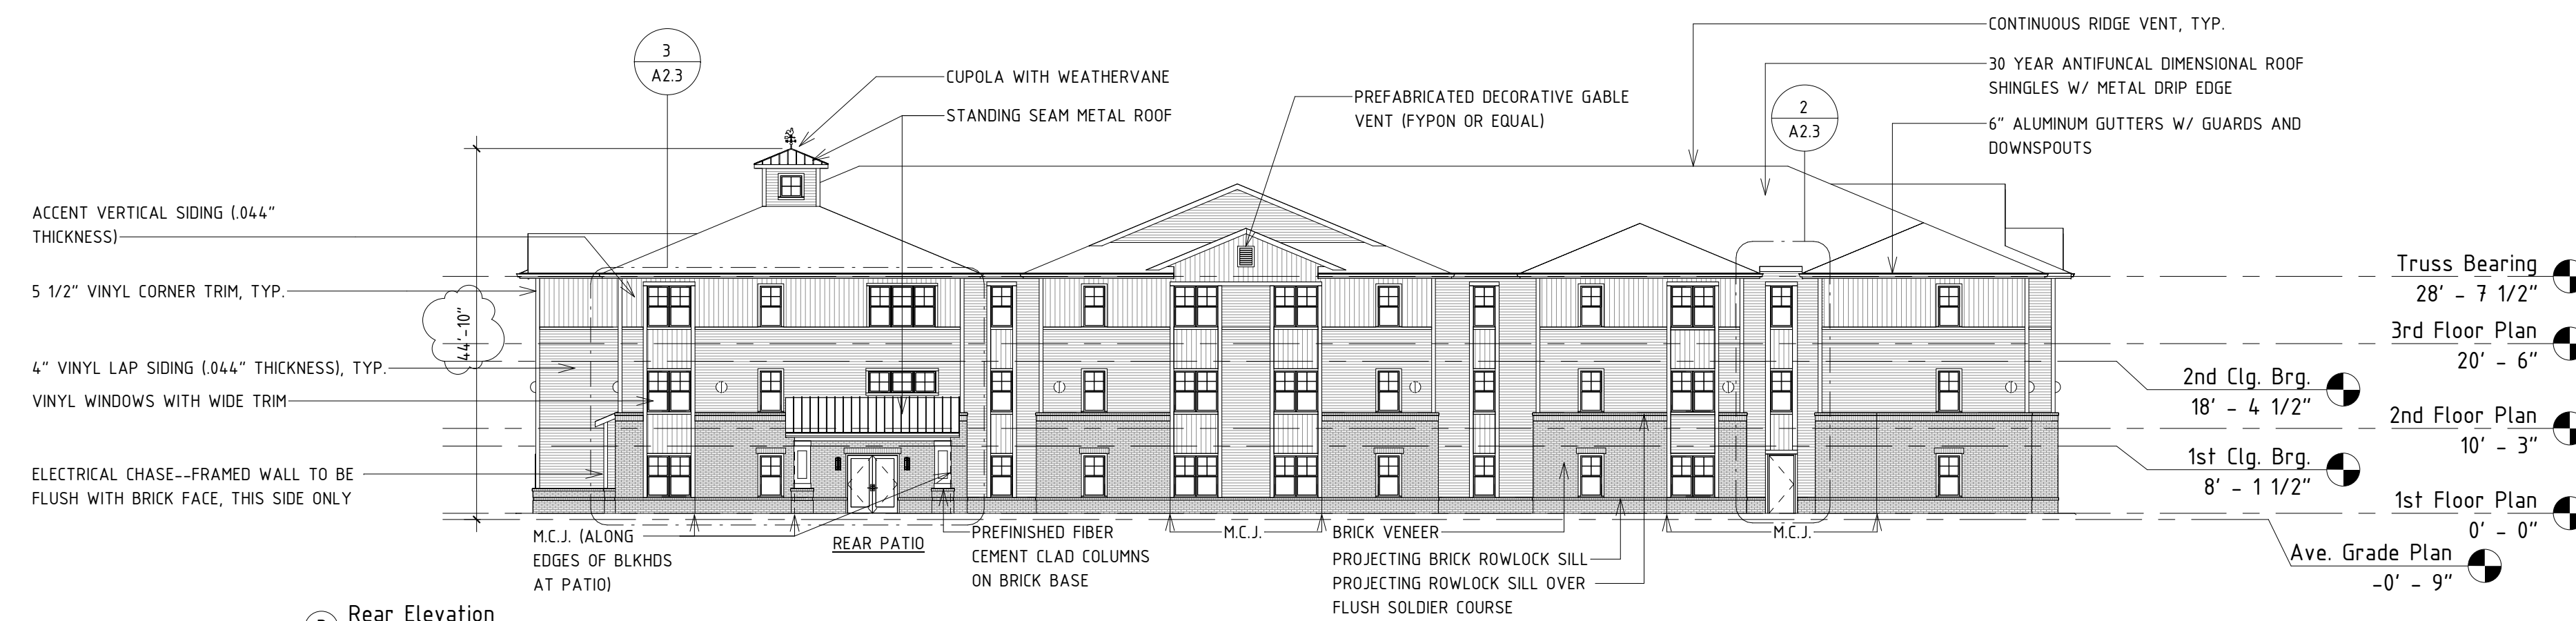 CONTINUOUS RIDGE VENT, TYP.
3
A2.3
30 YEAR ANTIFUNCAL DIMENSIONAL ROOF
SHINGLES W/ METAL DRIP EDGE
CUPOLA WITH WEATHERVANE
PREFABRICATED DECORATIVE GABLE
VENT (FYPON OR EQUAL)
2
A2.3
STANDING SEAM METAL ROOF
6" ALUMINUM GUTTERS W/ GUARDS AND
DOWNSPOUTS
ACCENT VERTICAL SIDING (.044"
THICKNESS)
5 1/2" VINYL CORNER TRIM, TYP.
44'-10"
4" VINYL LAP SIDING (.044" THICKNESS), TYP.
VINYL WINDOWS WITH WIDE TRIM
ELECTRICAL CHASE--FRAMED WALL TO BE
FLUSH WITH BRICK FACE, THIS SIDE ONLY
Truss Bearing
28' - 7 1/2"
3rd Floor Plan
20' - 6"
2nd Clg. Brg.
18' - 4 1/2"
2nd Floor Plan
10' - 3"
1st Clg. Brg.
8' - 1 1/2"
1st Floor Plan
0' - 0"
Ave. Grade Plan
-0' - 9"
M.C.J. (ALONG
EDGES OF BLKHDS
AT PATIO)
REAR PATIO
PREFINISHED FIBER
CEMENT CLAD COLUMNS
ON BRICK BASE
M.C.J.
BRICK VENEER
PROJECTING BRICK ROWLOCK SILL
PROJECTING ROWLOCK SILL OVER
FLUSH SOLDIER COURSE
M.C.J.
Rear Elevation